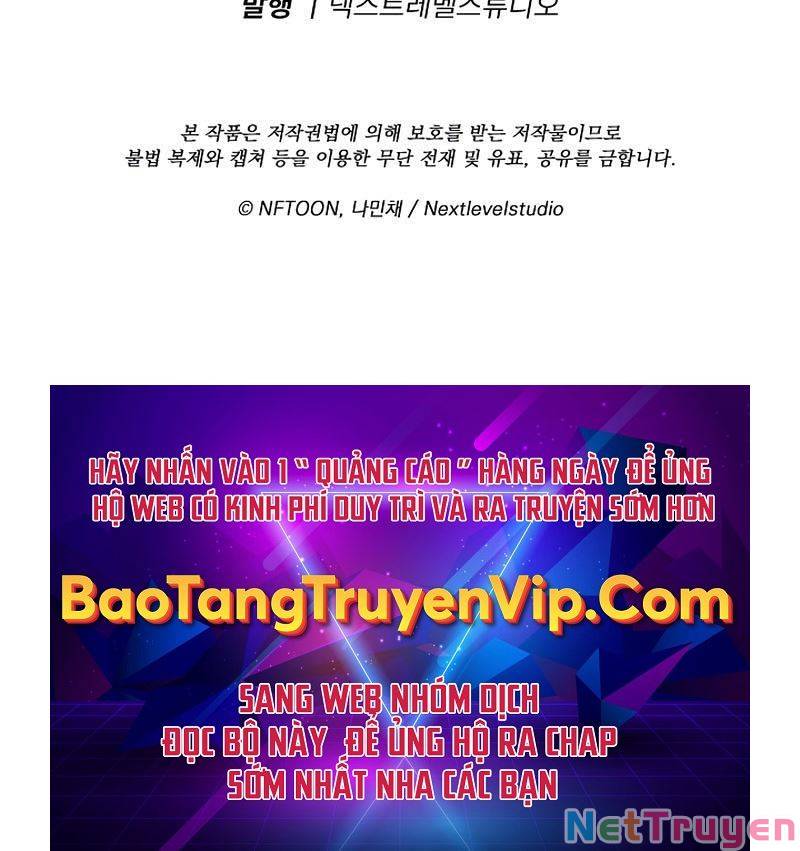 발행 | 넥스트레벨스튜디오
본 작품은 저작권법에 의해 보호를 받는 저작물이므로
불법 복제와 캡쳐 등을 이용한 무단 전재 및 유포, 공유를 금합니다.
© NFTOON, 나민채 / Nextlevelstudio
HÃY NHẤN VÀO 1 “ QUẢNG CÁO ” HÀNG NGÀY ĐỂ ỦNG
HỘ WEB CÓ KINH PHÍ DUY TRÌ VÀ RA TRUYỆN SỚM HƠN
BaoTangTruyenVip.Com
SANG WEB NHÓM DỊCH
ĐỌC BỘ NÀY ĐỂ ỦNG HỘ RA CHAP
SỚM NHẤT NHA CÁC BẠN
NetTruyen